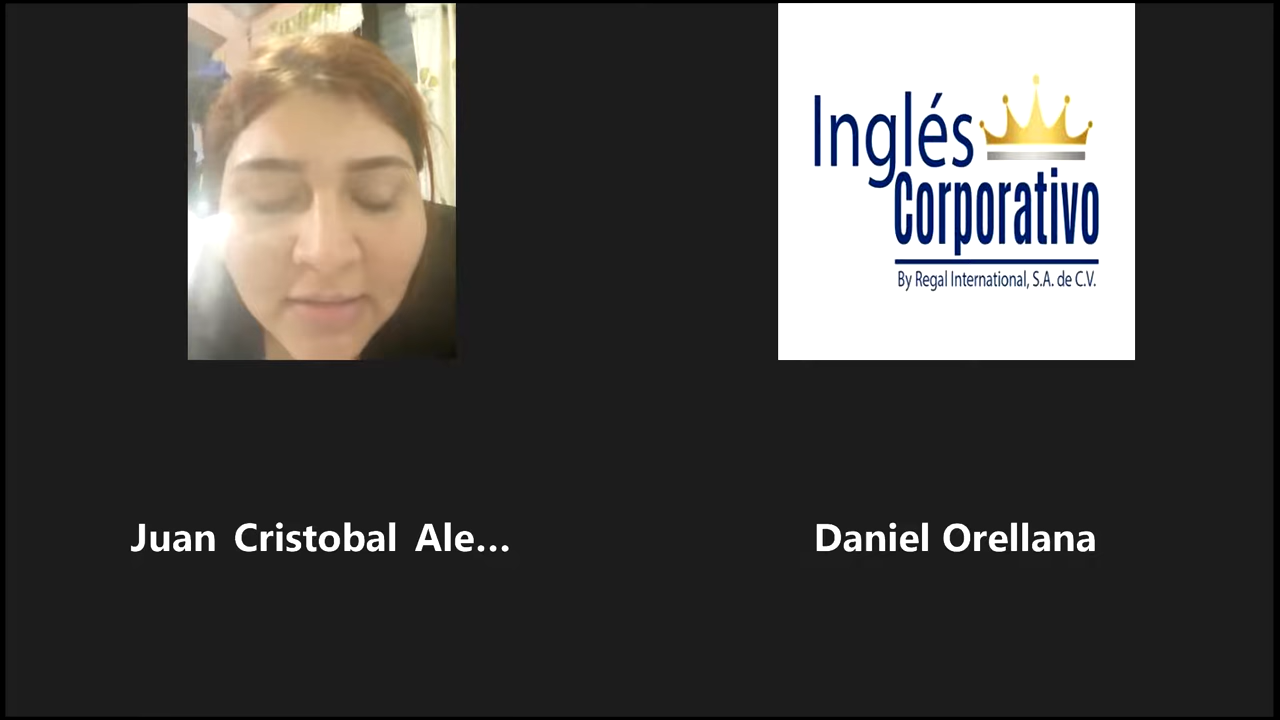 Inglés
Corporativo
By Regal International, S.A. de C.V.
Juan Cristobal Ale...
Daniel Orellana